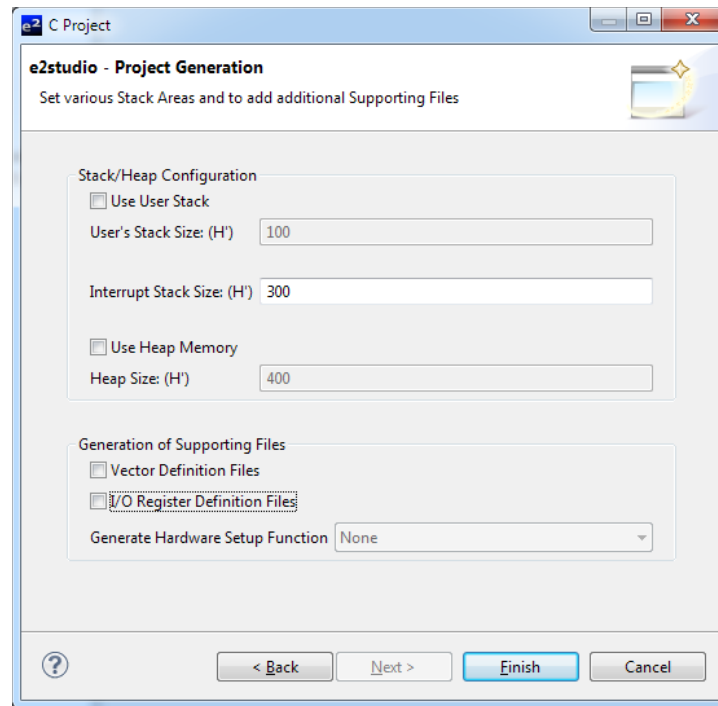 e² C Project
e2studio - Project Generation
Set various Stack Areas and to add additional Supporting Files
Stack/Heap Configuration
Use User Stack
User's Stack Size: (H') 100
Interrupt Stack Size: (H') 300
Use Heap Memory
Heap Size: (H') 400
Generation of Supporting Files
Vector Definition Files
I/O Register Definition Files
Generate Hardware Setup Function None
? < Back Next > Finish Cancel